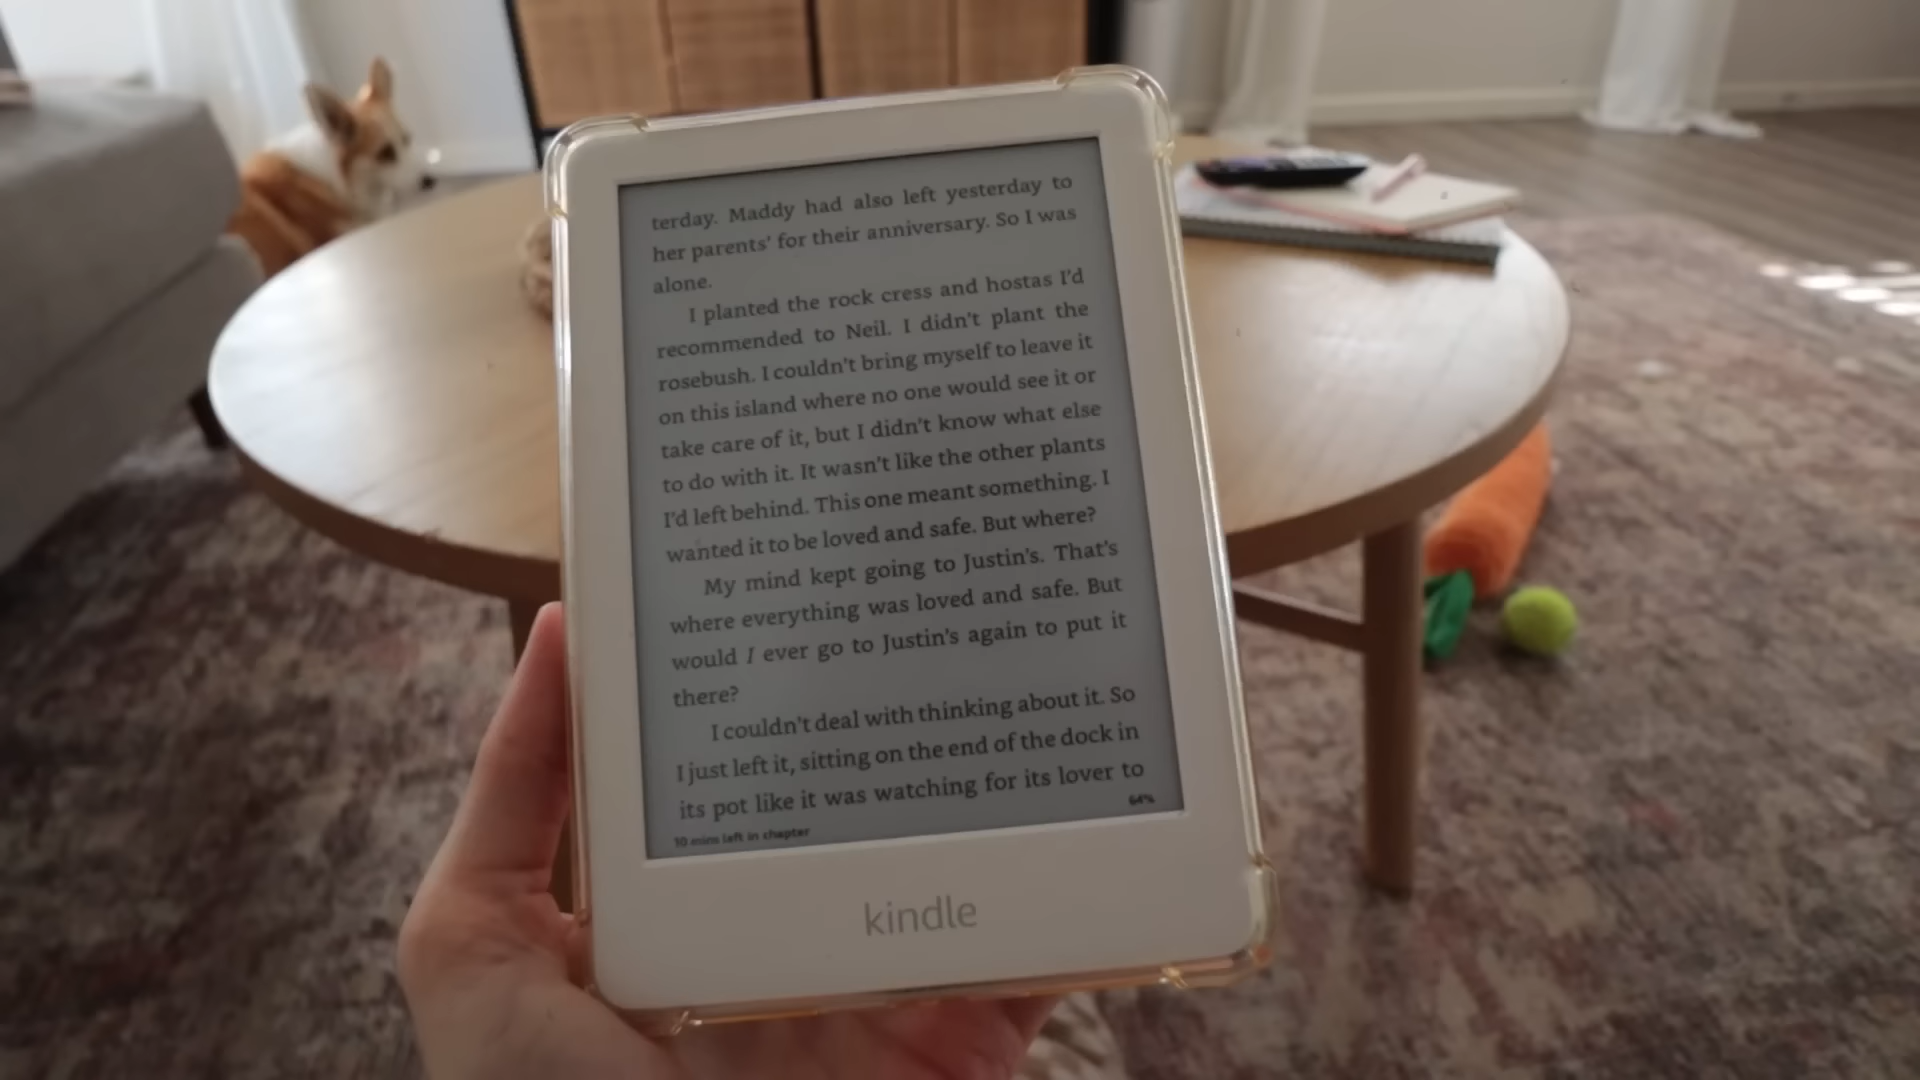 terday. Maddy had also left yesterday to
her parents’ for their anniversary. So I was
alone.
I planted the rock cress and hostas I’d
recommended to Neil. I didn’t plant the
rosebush. I couldn’t bring myself to leave it
on this island where no one would see it or
take care of it, but I didn’t know what else
to do with it. It wasn’t like the other plants
I’d left behind. This one meant something. I
wanted it to be loved and safe. But where?
My mind kept going to Justin’s. That’s
where everything was loved and safe. But
would I ever go to Justin’s again to put it
there?
I couldn’t deal with thinking about it. So
I just left it, sitting on the end of the dock in
its pot like it was watching for its lover to
10 mins left in chapter 64%
kindle